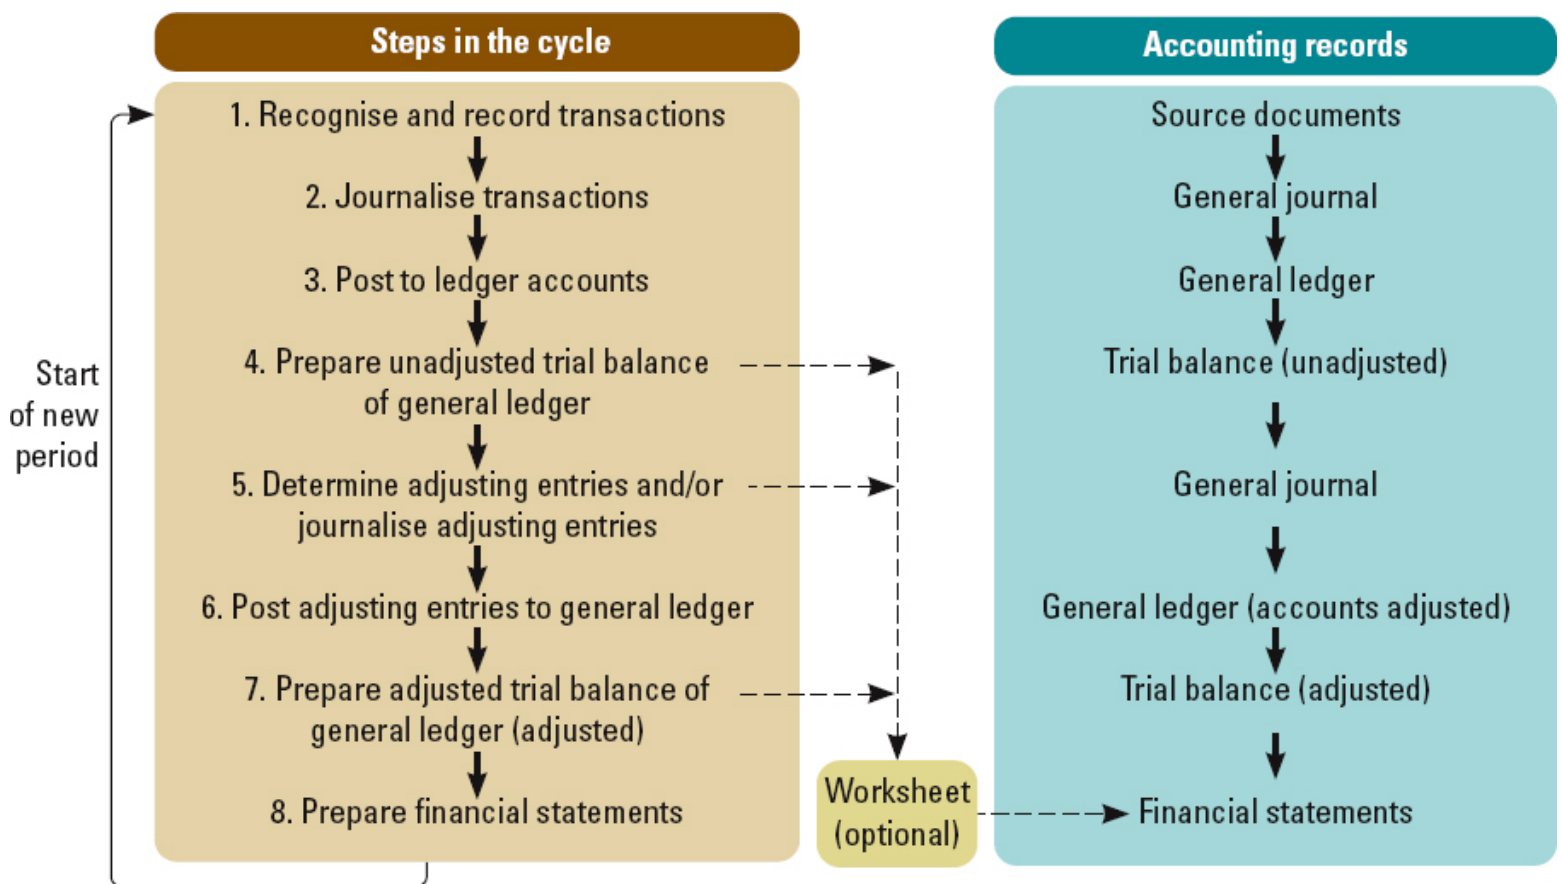 Steps in the cycle
1. Recognise and record transactions
2. Journalise transactions
3. Post to ledger accounts
4. Prepare unadjusted trial balance
of general ledger
5. Determine adjusting entries and/or
journalise adjusting entries
6. Post adjusting entries to general ledger
7. Prepare adjusted trial balance of
general ledger (adjusted)
8. Prepare financial statements
Start
of new
period
Worksheet
(optional)
Accounting records
Source documents
General journal
General ledger
Trial balance (unadjusted)
General journal
General ledger (accounts adjusted)
Trial balance (adjusted)
Financial statements